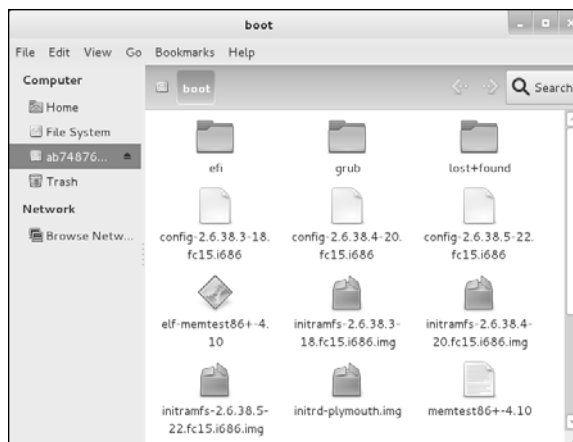 boot
File Edit View Go Bookmarks Help
Computer
Home
File System
ab74876...
Trash
Network
Browse Netw...
boot
Search
efi
grub
lost+found
config-2.6.38.3-18.
fc15.i686
config-2.6.38.4-20.
fc15.i686
config-2.6.38.5-22.
fc15.i686
elf-memtest86+-4.
10
initramfs-2.6.38.3-
18.fc15.i686.img
initramfs-2.6.38.4-
20.fc15.i686.img
initramfs-2.6.38.5-
22.fc15.i686.img
initrd-plymouth.img
memtest86+-4.10